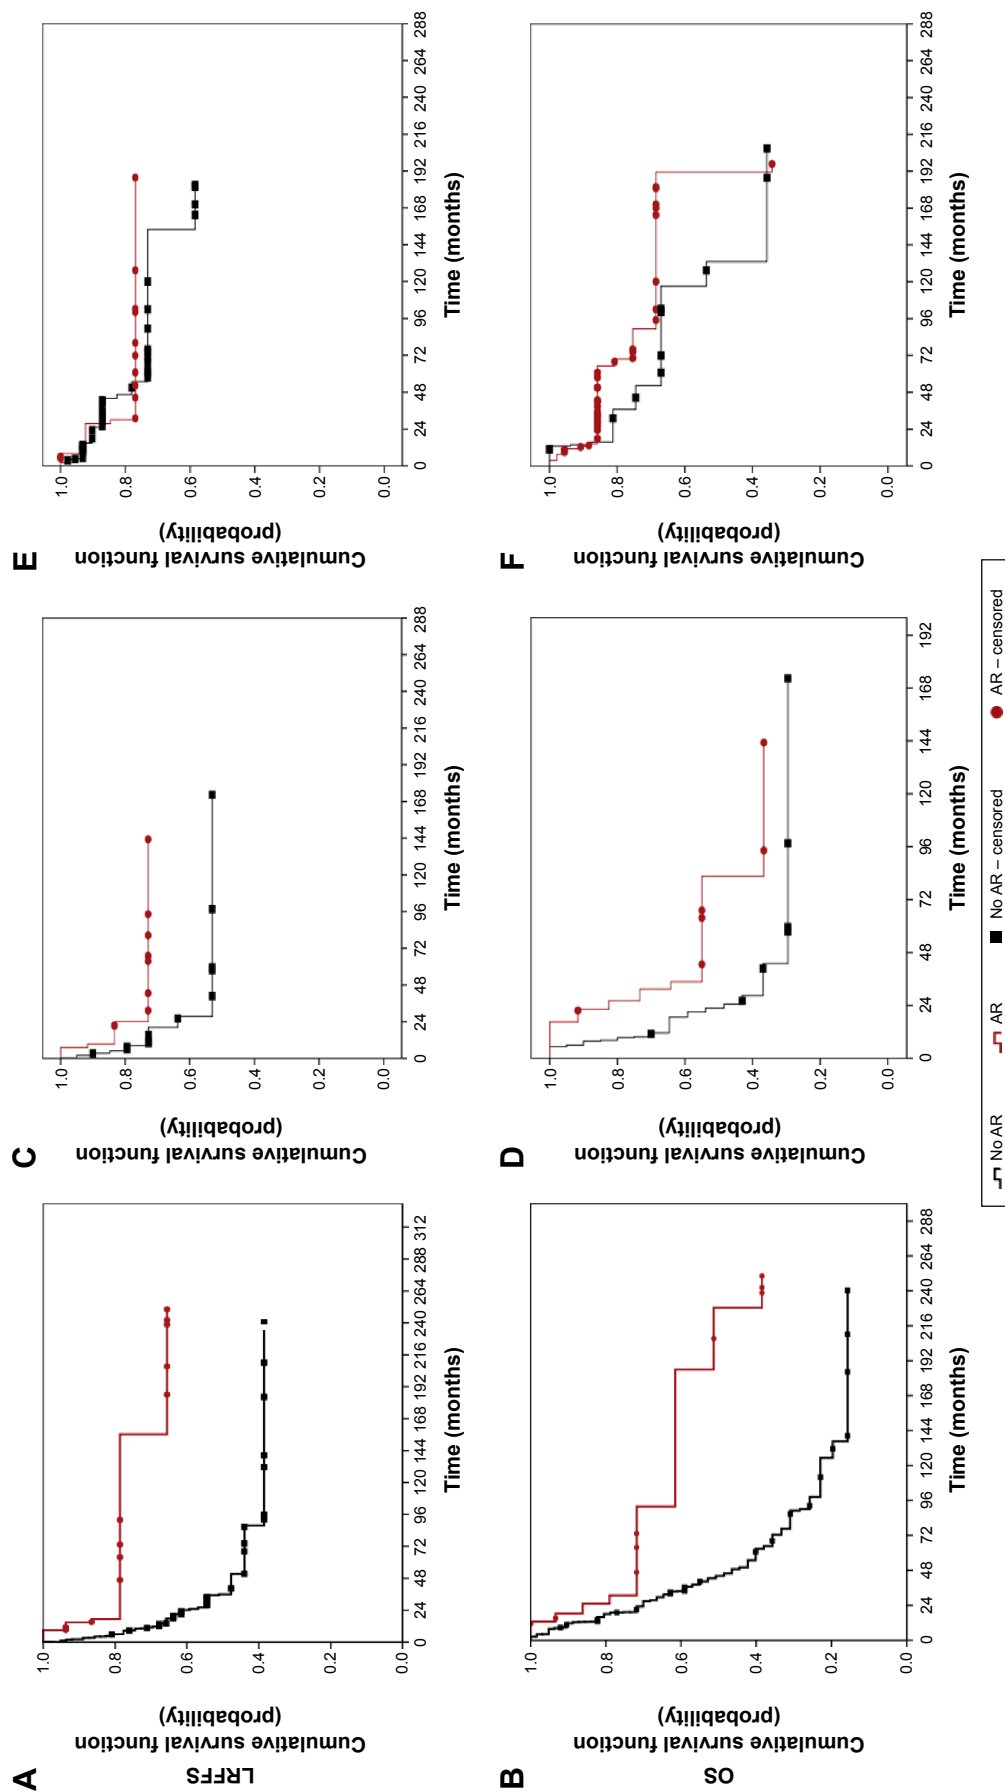 A
LRFFS
Cumulative survival function
(probability)
1.0
0.8
0.6
0.4
0.2
0.0
0 24 48 72 96 120 144 168 192 216 240 264 288 312
Time (months)
C
Cumulative survival function
(probability)
1.0
0.8
0.6
0.4
0.2
0.0
0 24 48 72 96 120 144 168 192 216 240 264 288
Time (months)
E
Cumulative survival function
(probability)
1.0
0.8
0.6
0.4
0.2
0.0
0 24 48 72 96 120 144 168 192 216 240 264 288
Time (months)
B
OS
Cumulative survival function
(probability)
1.0
0.8
0.6
0.4
0.2
0.0
0 24 48 72 96 120 144 168 192 216 240 264 288
Time (months)
D
Cumulative survival function
(probability)
1.0
0.8
0.6
0.4
0.2
0.0
0 24 48 72 96 120 144 168 192
Time (months)
F
Cumulative survival function
(probability)
1.0
0.8
0.6
0.4
0.2
0.0
0 24 48 72 96 120 144 168 192 216 240 264 288
Time (months)
No AR AR No AR – censored AR – censored